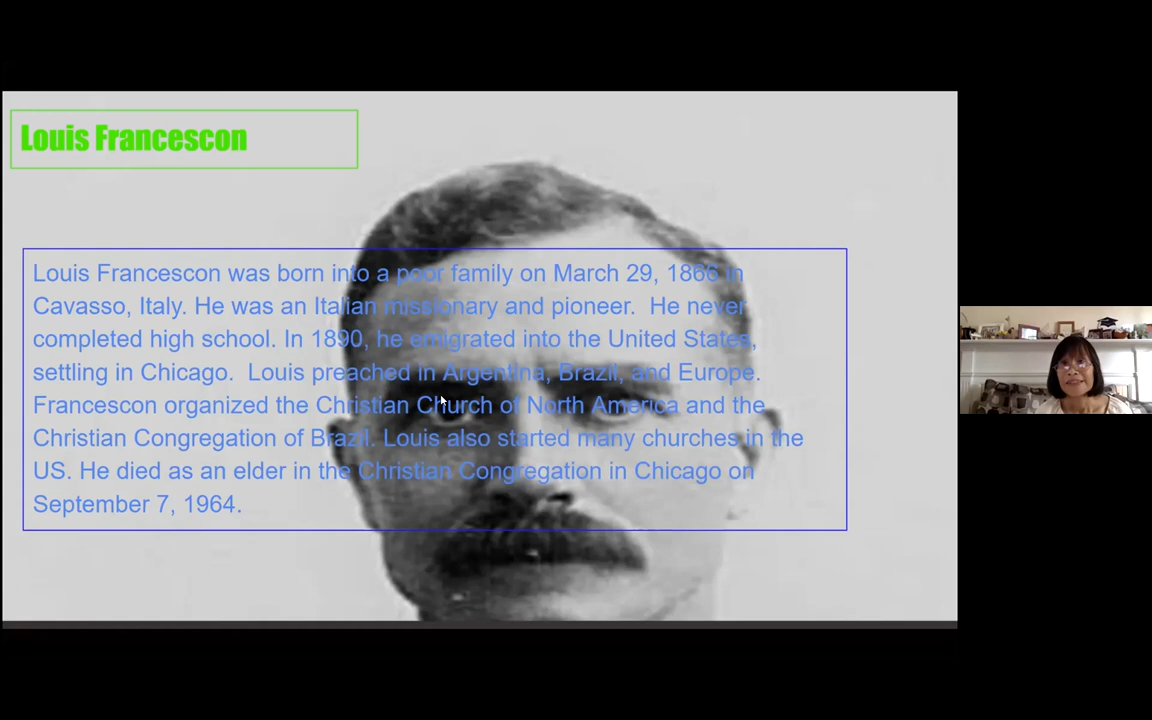 Louis Francescon
Louis Francescon was born into a poor family on March 29, 1866 in
Cavasso, Italy. He was an Italian missionary and pioneer. He never
completed high school. In 1890, he emigrated into the United States,
settling in Chicago. Louis preached in Argentina, Brazil, and Europe.
Francescon organized the Christian Church of North America and the
Christian Congregation of Brazil. Louis also started many churches in the
US. He died as an elder in the Christian Congregation in Chicago on
September 7, 1964.